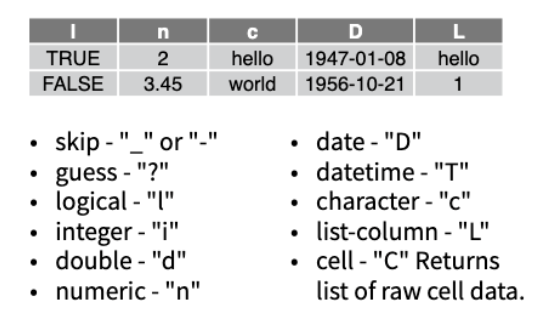 l n c D L
TRUE 2 hello 1947-01-08 hello
FALSE 3.45 world 1956-10-21 1
• skip - "_" or "-"
• guess - "?"
• logical - "l"
• integer - "i"
• double - "d"
• numeric - "n"
• date - "D"
• datetime - "T"
• character - "c"
• list-column - "L"
• cell - "C" Returns
list of raw cell data.